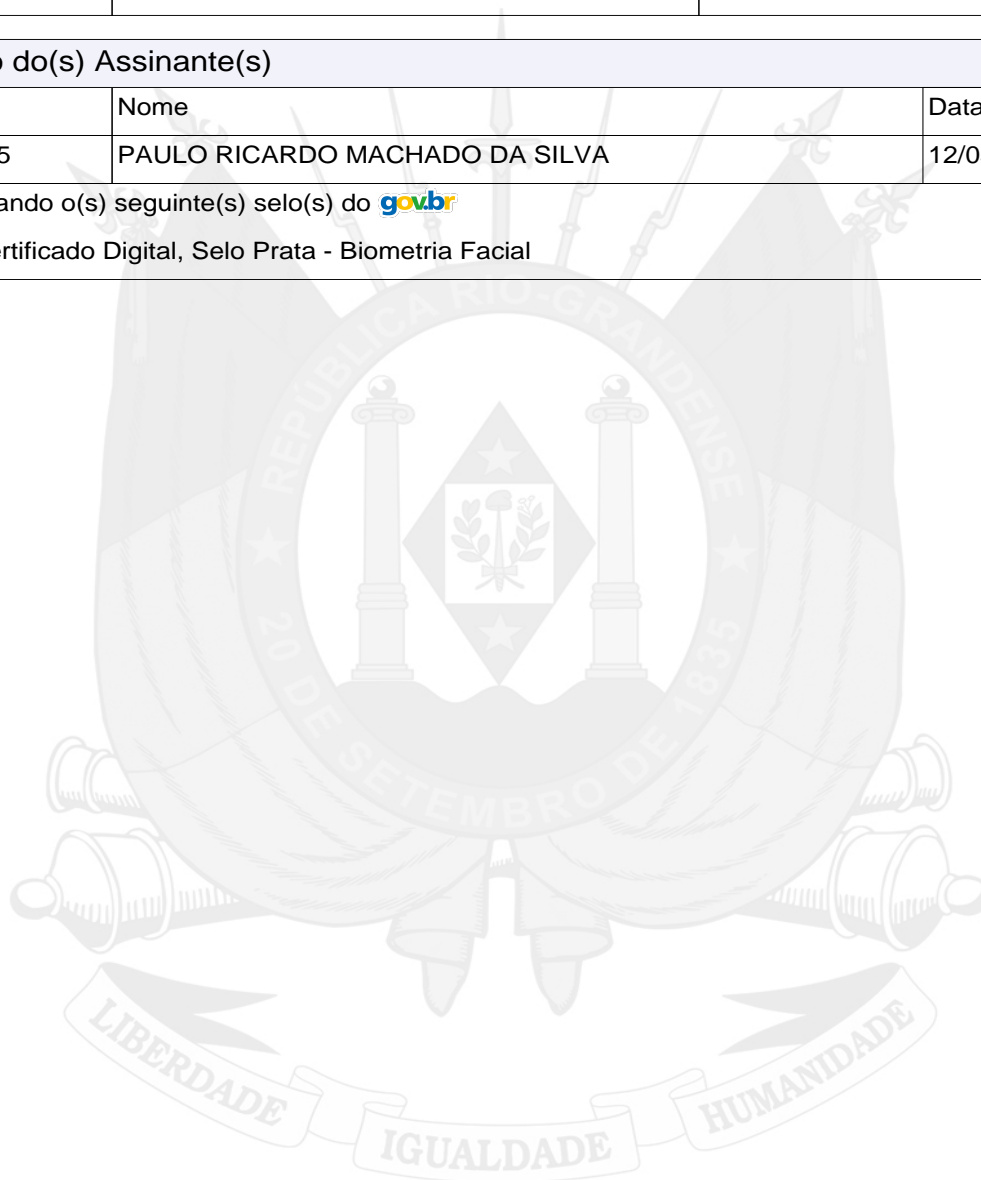 o do(s) Assinante(s)
Nome Data
5 PAULO RICARDO MACHADO DA SILVA 12/0
ando o(s) seguinte(s) selo(s) do gov.br
ertificado Digital, Selo Prata - Biometria Facial
REPÚBLICA RIO-GRANDENSE
20 DE SETEMBRO DE 1835
LIBERDADE
IGUALDADE
HUMANIDADE